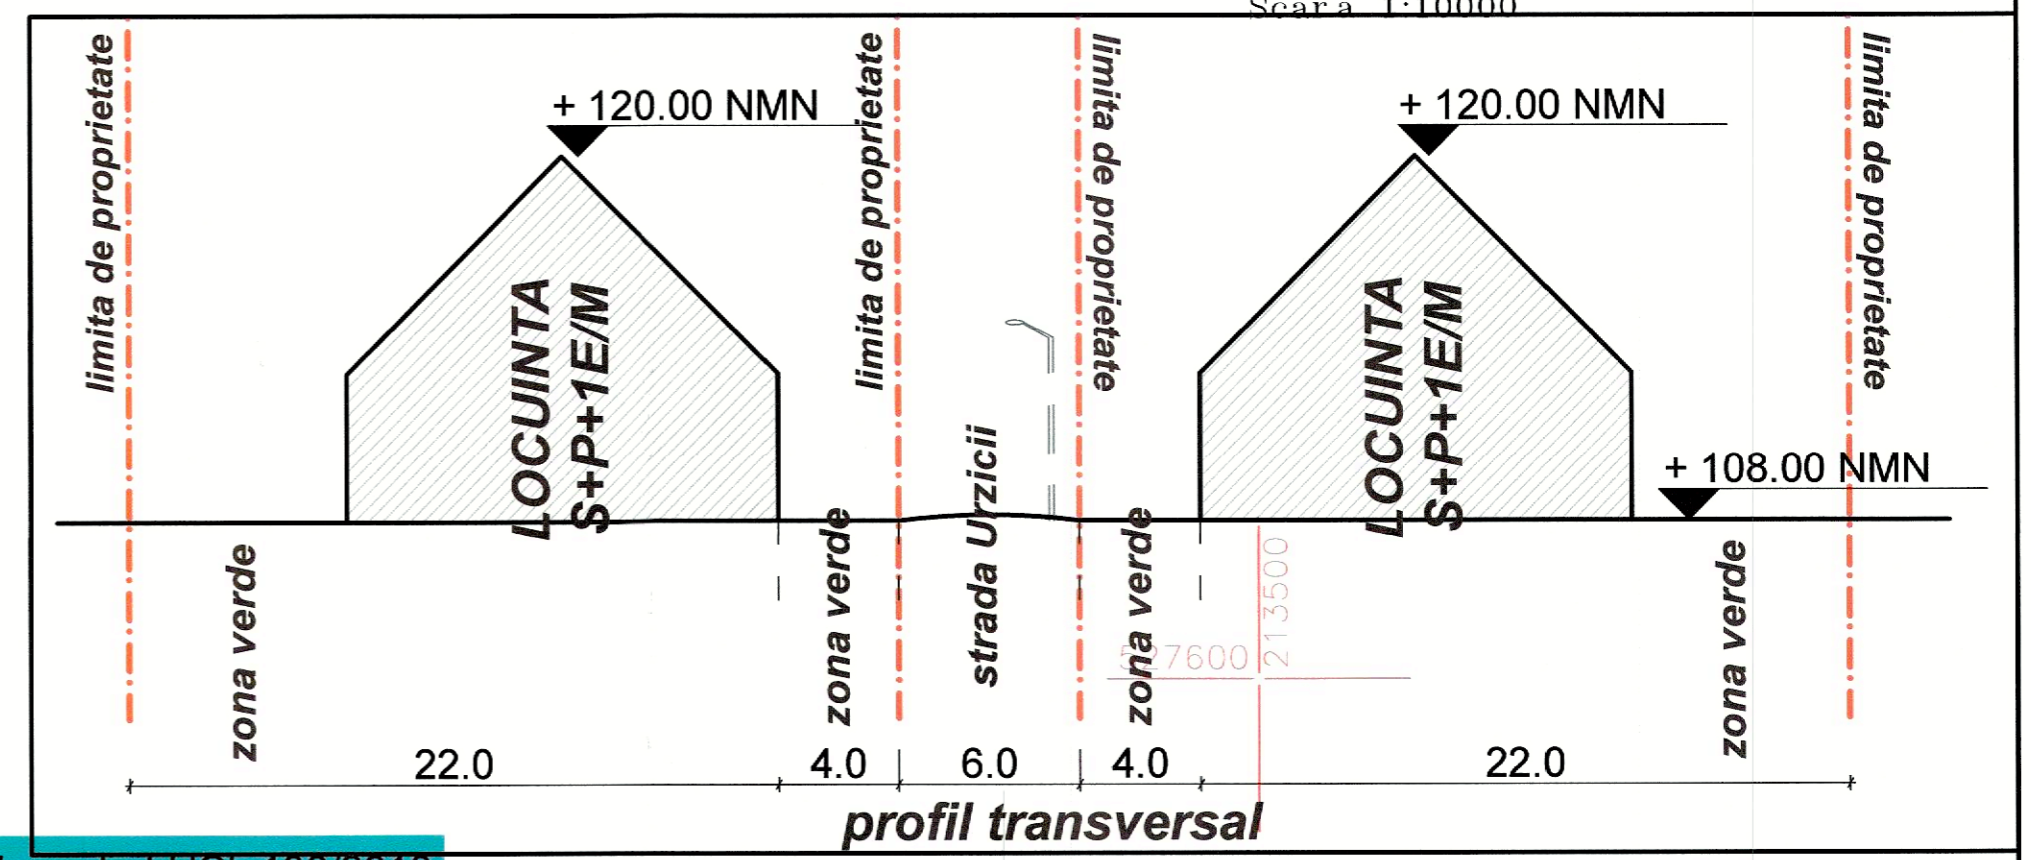 Scara 1:10000
limita de proprietate
+ 120.00 NMN
limita de proprietate
limita de proprietate
+ 120.00 NMN
limita de proprietate
LOCUINTA
S+P+1E/M
strada Urzicii
LOCUINTA
S+P+1E/M
+ 108.00 NMN
zona verde
zona verde
zona verde
527600
213500
zona verde
22.0
4.0
6.0
4.0
22.0
profil transversal